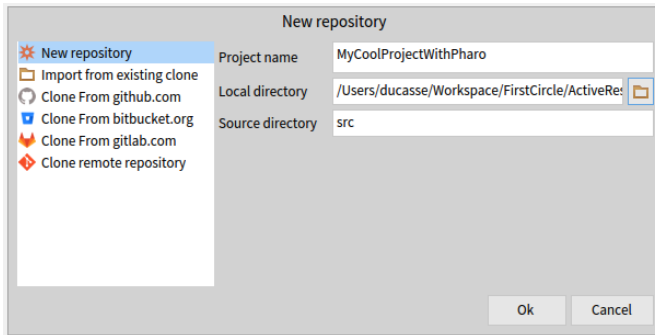 New repository
New repository
Import from existing clone
Clone From github.com
Clone From bitbucket.org
Clone From gitlab.com
Clone remote repository
Project name
MyCoolProjectWithPharo
Local directory
/Users/ducasse/Workspace/FirstCircle/ActiveRes
Source directory
src
Ok
Cancel